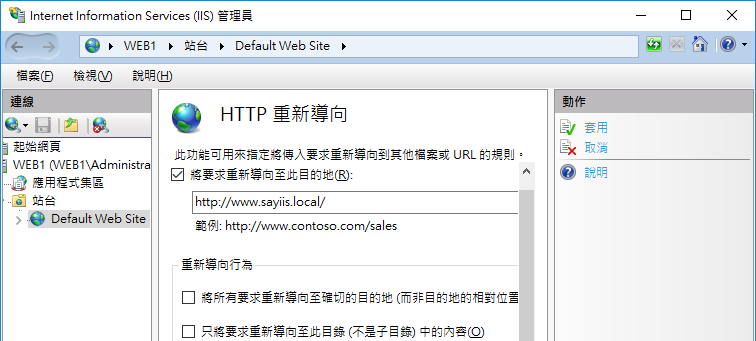 Internet Information Services (IIS) 管理員
WEB1 站台 Default Web Site
檔案(F) 檢視(V) 說明(H)
連線
起始網頁
WEB1 (WEB1\Administra
應用程式集區
站台
Default Web Site
HTTP 重新導向
此功能可用來指定將傳入要求重新導向到其他檔案或 URL 的規則。
將要求重新導向至此目的地(R):
http://www.sayiis.local/
範例: http://www.contoso.com/sales
重新導向行為
將所有要求重新導向至確切的目的地 (而非目的地的相對位置
只將要求重新導向至此目錄 (不是子目錄) 中的內容(O)
動作
套用
取消
說明